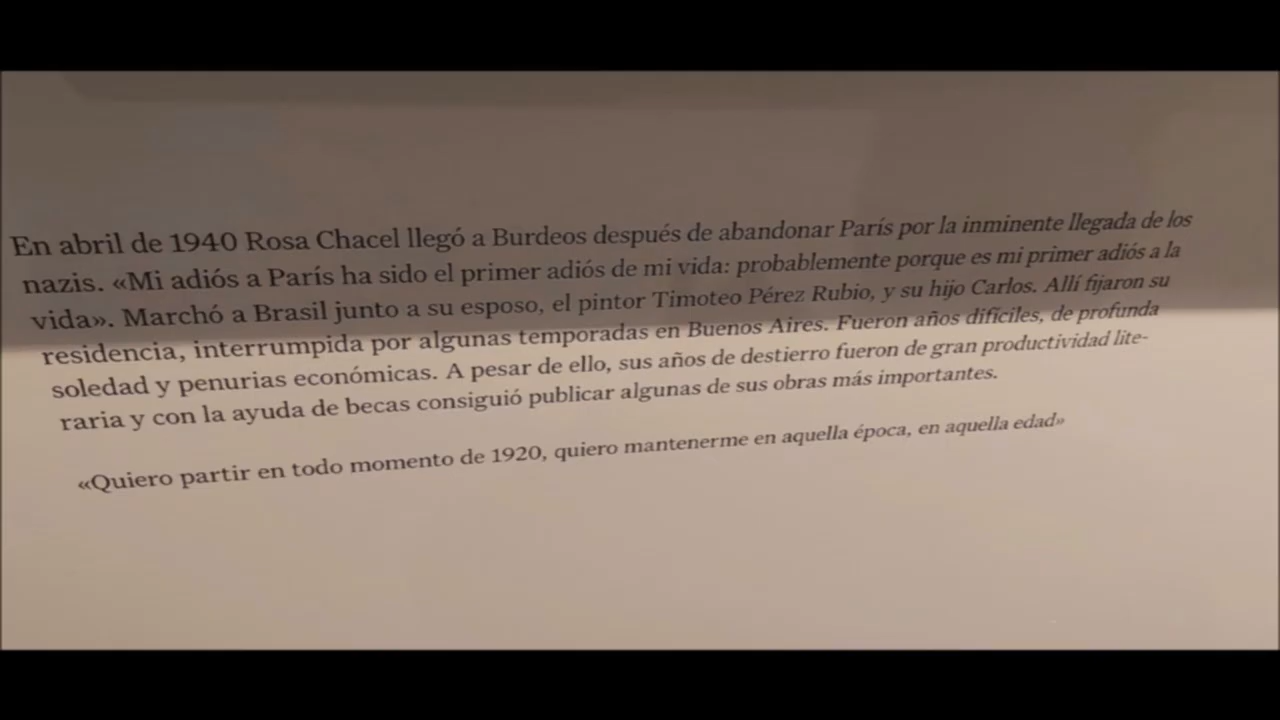 En abril de 1940 Rosa Chacel llegó a Burdeos después de abandonar París por la inminente llegada de los
nazis. «Mi adiós a París ha sido el primer adiós de mi vida: probablemente porque es mi primer adiós a la
vida». Marchó a Brasil junto a su esposo, el pintor Timoteo Pérez Rubio, y su hijo Carlos. Allí fijaron su
residencia, interrumpida por algunas temporadas en Buenos Aires. Fueron años difíciles, de profunda
soledad y penurias económicas. A pesar de ello, sus años de destierro fueron de gran productividad lite-
raria y con la ayuda de becas consiguió publicar algunas de sus obras más importantes.
«Quiero partir en todo momento de 1920, quiero mantenerme en aquella época, en aquella edad»